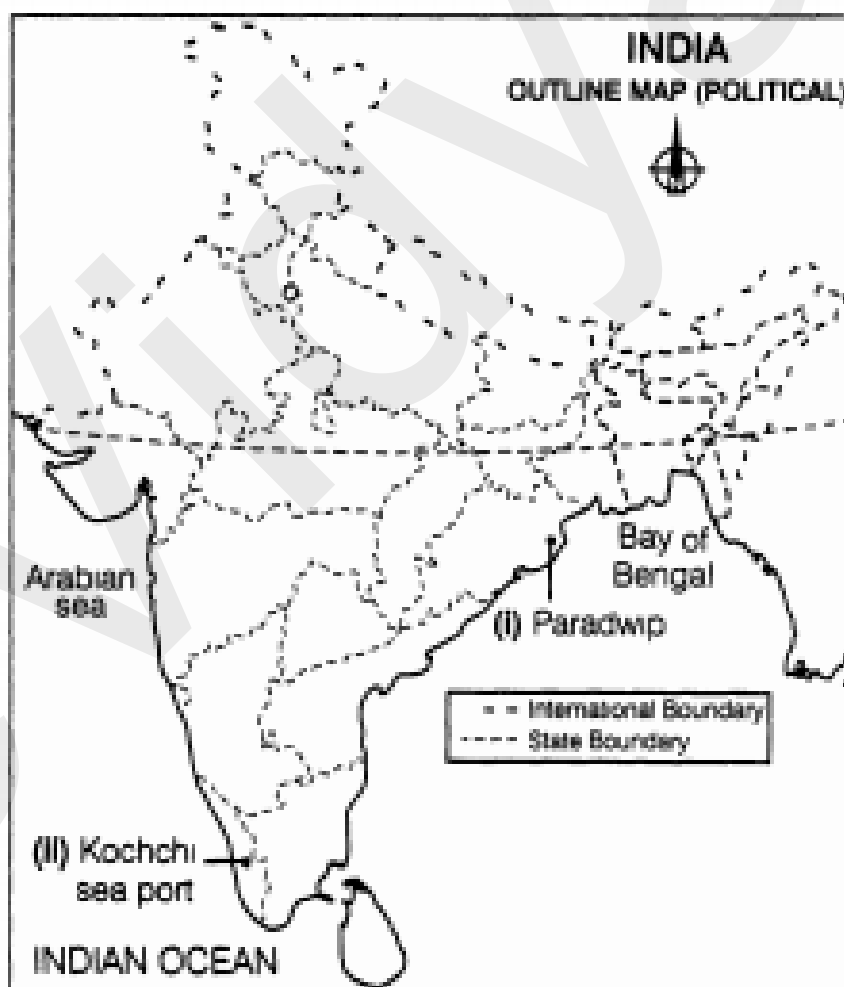 INDIA
OUTLINE MAP (POLITICAL)
Arabian
sea
Bay of
Bengal
(i) Paradwip
International Boundary
State Boundary
(ii) Kochchi
sea port
INDIAN OCEAN
Vidya